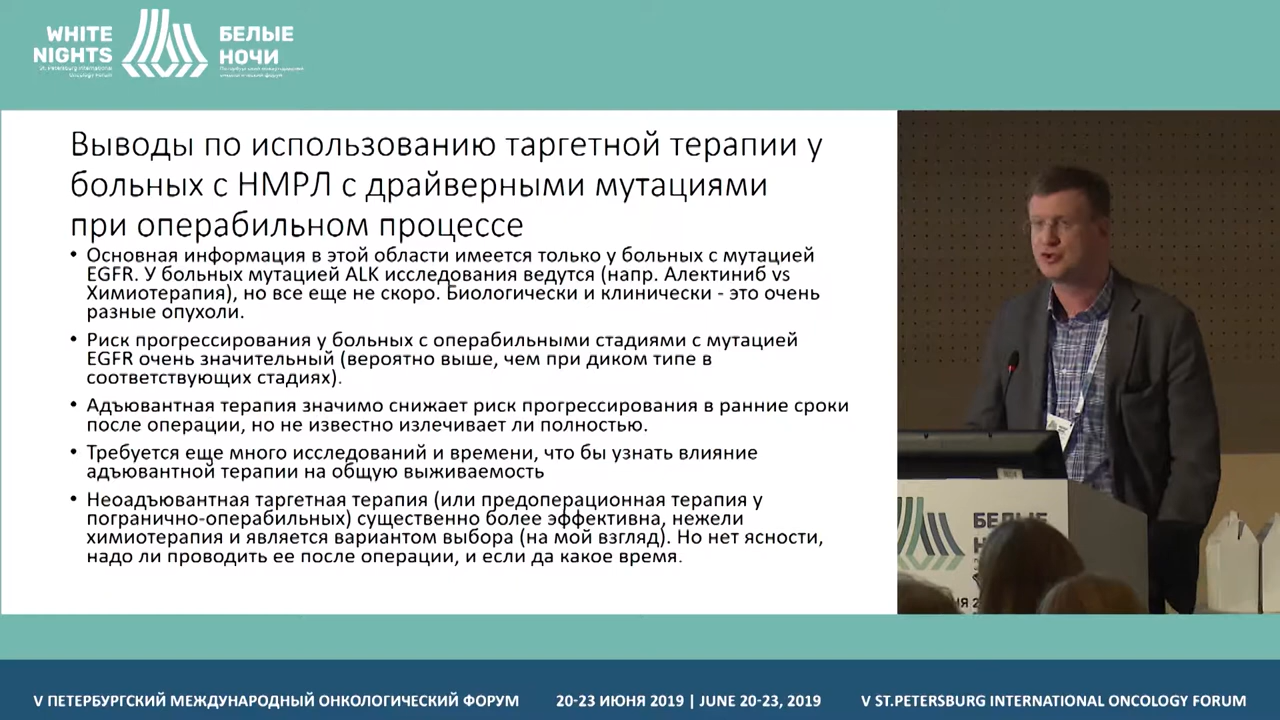 WHITE
NIGHTS
St. Petersburg International
Oncology Forum
БЕЛЫЕ
НОЧИ
Выводы по использованию таргетной терапии у
больных с НМРЛ с драйверными мутациями
при операбильном процессе
• Основная информация в этой области имеется только у больных с мутацией
EGFR. У больных мутацией ALK исследования ведутся (напр. Алектиниб vs
Химиотерапия), но все еще не скоро. Биологически и клинически - это очень
разные опухоли.
• Риск прогрессирования у больных с операбильными стадиями с мутацией
EGFR очень значительный (вероятно выше, чем при диком типе в
соответствующих стадиях).
• Адъювантная терапия значимо снижает риск прогрессирования в ранние сроки
после операции, но не известно излечивает ли полностью.
• Требуется еще много исследований и времени, что бы узнать влияние
адъювантной терапии на общую выживаемость
• Неоадъювантная таргетная терапия (или предоперационная терапия у
погранично-операбильных) существенно более эффективна, нежели
химиотерапия и является вариантом выбора (на мой взгляд). Но нет ясности,
надо ли проводить ее после операции, и если да какое время.
БЕЛЫЕ
V ПЕТЕРБУРГСКИЙ МЕЖДУНАРОДНЫЙ ОНКОЛОГИЧЕСКИЙ ФОРУМ
20-23 ИЮНЯ 2019 | JUNE 20-23, 2019
V ST.PETERSBURG INTERNATIONAL ONCOLOGY FORUM